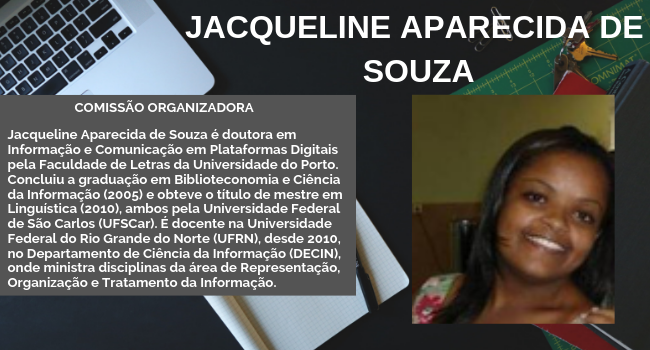 JACQUELINE APARECIDA DE
SOUZA
COMISSÃO ORGANIZADORA
Jacqueline Aparecida de Souza é doutora em
Informação e Comunicação em Plataformas Digitais
pela Faculdade de Letras da Universidade do Porto.
Concluiu a graduação em Biblioteconomia e Ciência
da Informação (2005) e obteve o título de mestre em
Linguística (2010), ambos pela Universidade Federal
de São Carlos (UFSCar). É docente na Universidade
Federal do Rio Grande do Norte (UFRN), desde 2010,
no Departamento de Ciência da Informação (DECIN),
onde ministra disciplinas da área de Representação,
Organização e Tratamento da Informação.